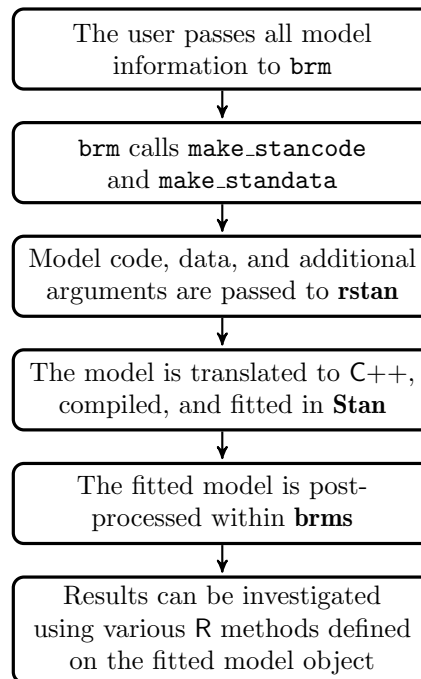 The user passes all model
information to brm
brm calls make_stancode
and make_standata
Model code, data, and additional
arguments are passed to rstan
The model is translated to C++,
compiled, and fitted in Stan
The fitted model is post-
processed within brms
Results can be investigated
using various R methods defined
on the fitted model object